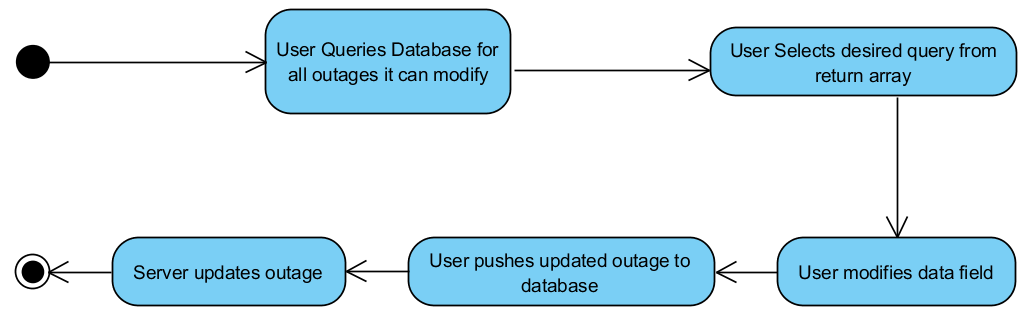 User Queries Database for
all outages it can modify
User Selects desired query from
return array
User modifies data field
User pushes updated outage to
database
Server updates outage